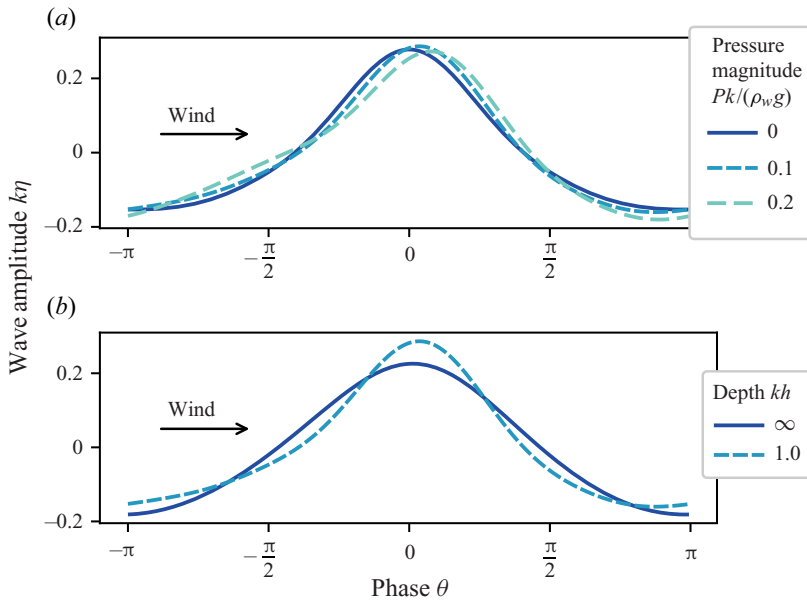 (a)
Pressure
magnitude
Pk/(ρ_w g)
0
0.1
0.2
Wind
0.2
0
−0.2
−π
−π/2
0
π/2
Wave amplitude kη
(b)
Depth kh
∞
1.0
Wind
0.2
0
−0.2
−π
−π/2
0
π/2
π
Phase θ